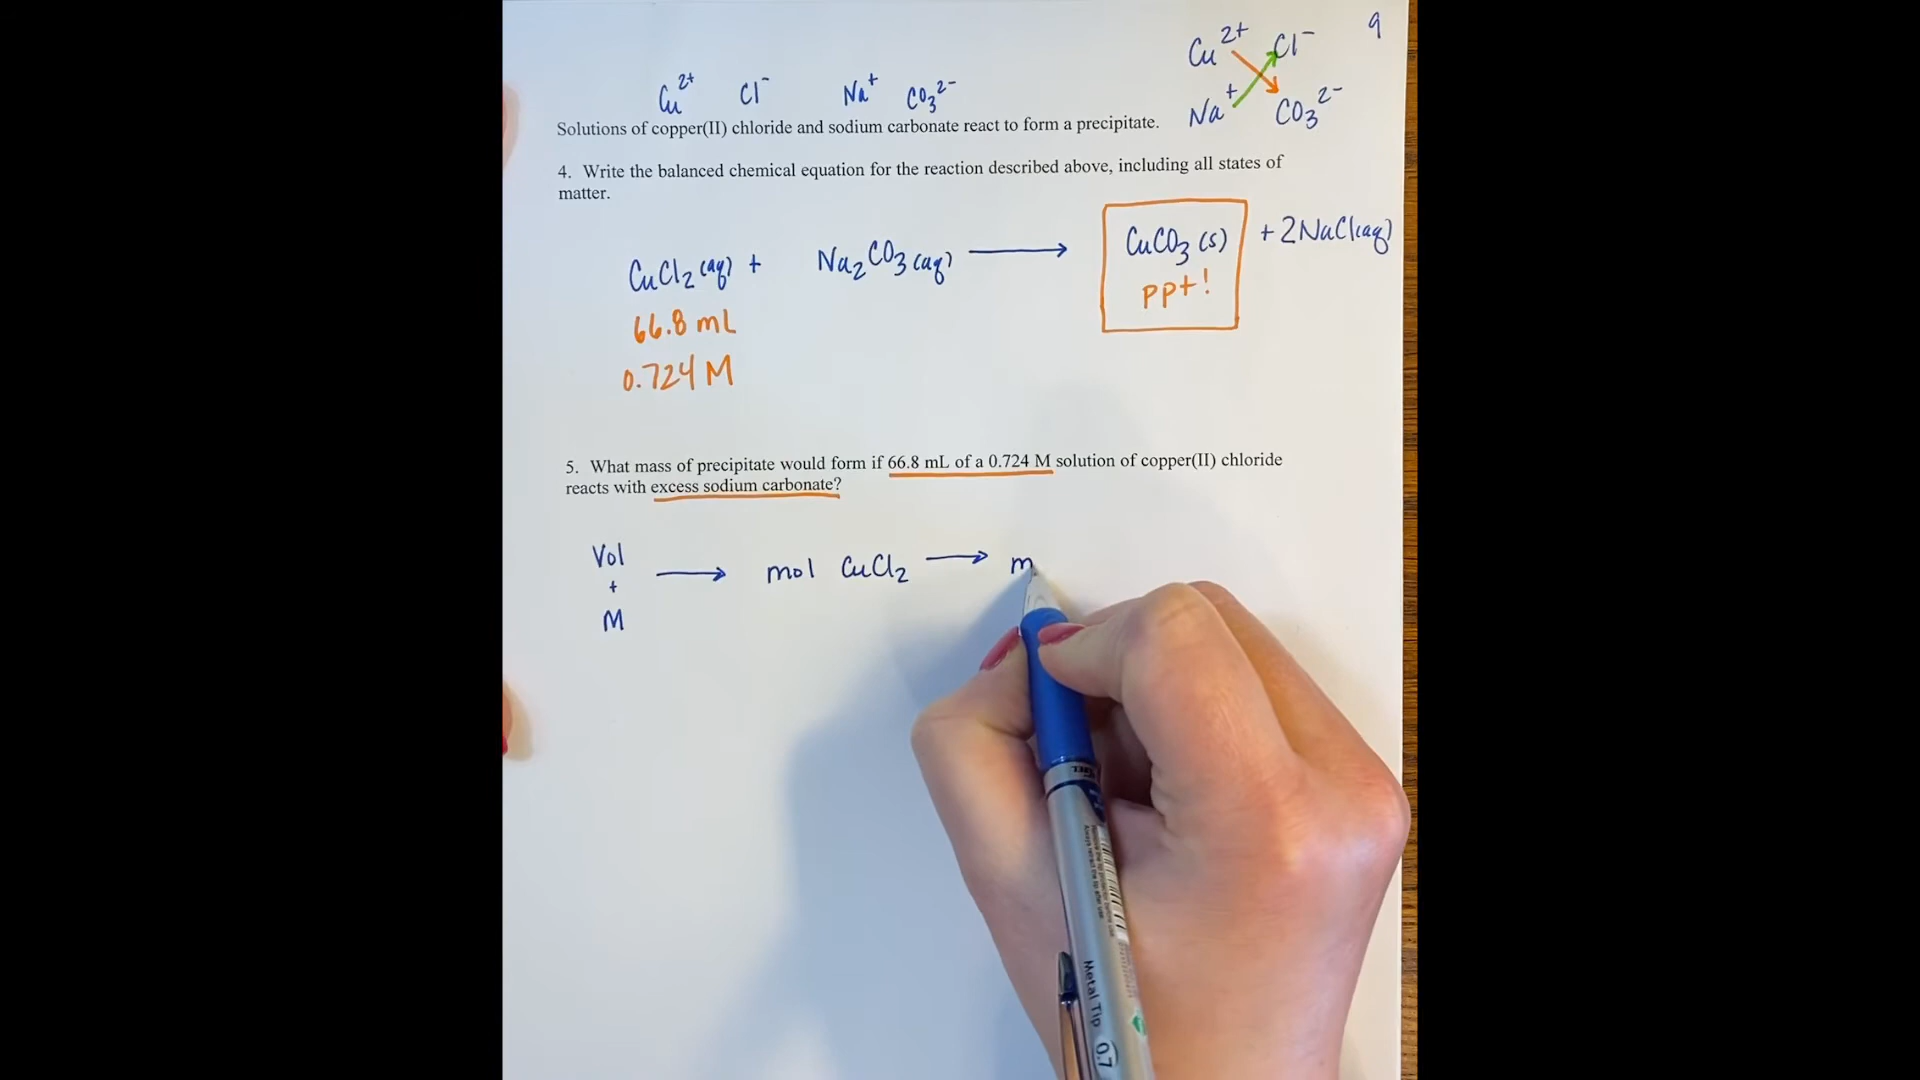 9
Cu²⁺ Cl⁻
Na⁺ CO₃²⁻
Cu²⁺ Cl⁻ Na⁺ CO₃²⁻
Solutions of copper(II) chloride and sodium carbonate react to form a precipitate.
4. Write the balanced chemical equation for the reaction described above, including all states of
matter.
CuCl₂(aq) + Na₂CO₃(aq) ⟶ CuCO₃(s) + 2NaCl(aq)
ppt!
66.8 mL
0.724 M
5. What mass of precipitate would form if 66.8 mL of a 0.724 M solution of copper(II) chloride
reacts with excess sodium carbonate?
Vol
+
M
⟶ mol CuCl₂ ⟶ m
Metal Tip 0.7